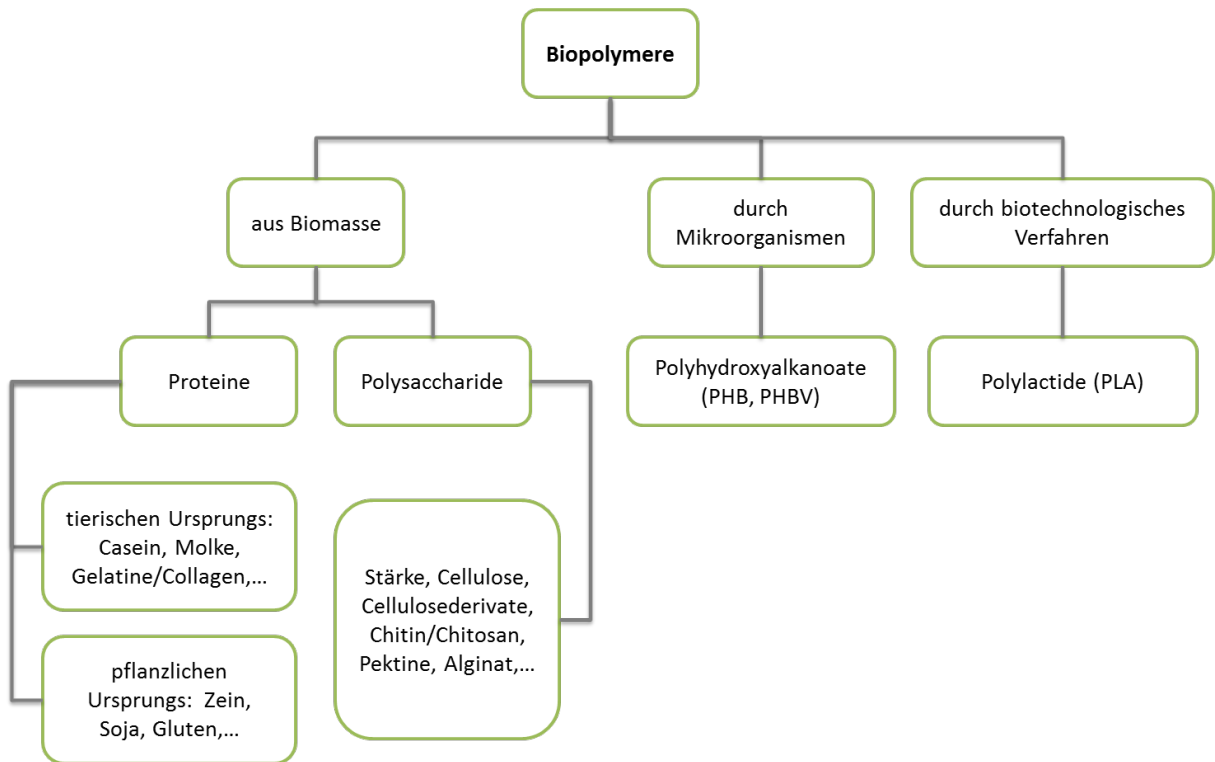 Biopolymere
aus Biomasse
durch
Mikroorganismen
durch biotechnologisches
Verfahren
Proteine
Polysaccharide
Polyhydroxyalkanoate
(PHB, PHBV)
Polylactide (PLA)
tierischen Ursprungs:
Casein, Molke,
Gelatine/Collagen,...
Stärke, Cellulose,
Cellulosederivate,
Chitin/Chitosan,
Pektine, Alginat,...
pflanzlichen
Ursprungs: Zein,
Soja, Gluten,...